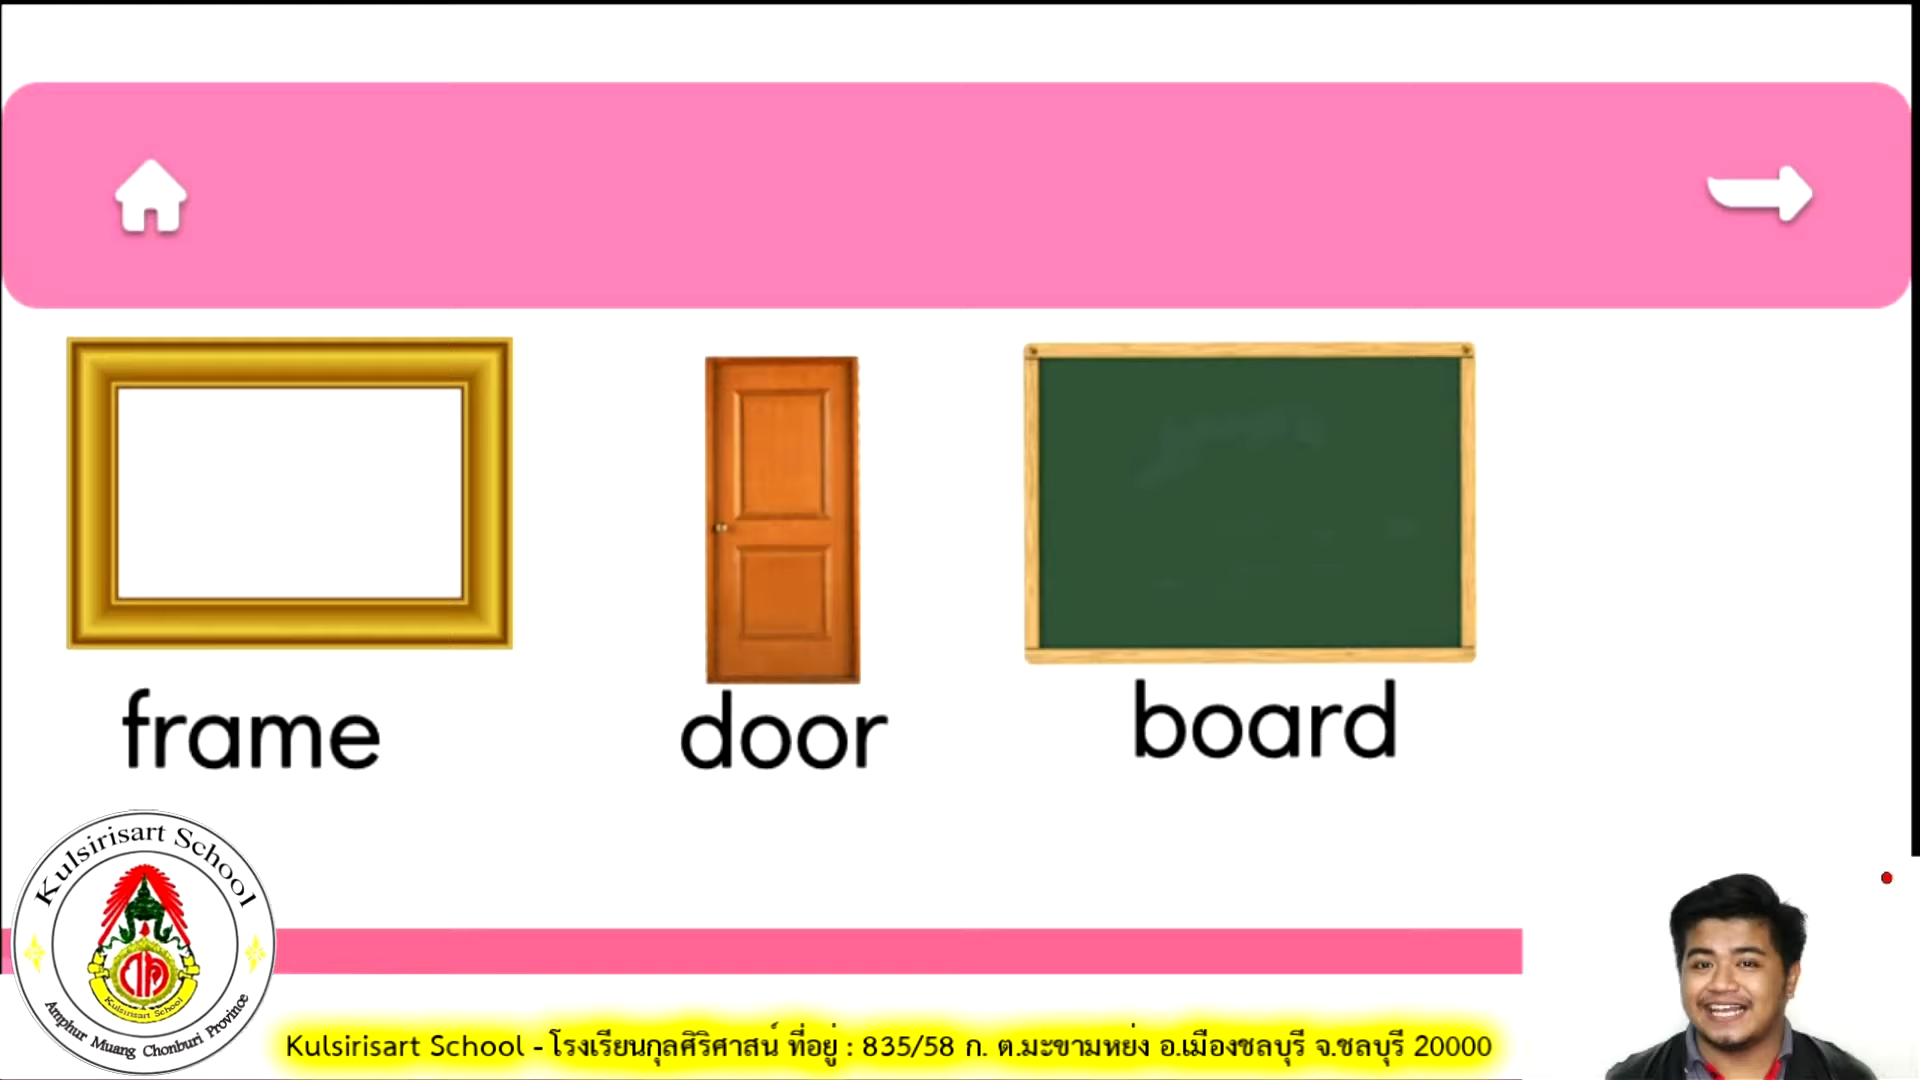 frame
door
board
Kulsirisart School
Kulsirisart School
Amphur Muang Chonburi Province
Kulsirisart School - โรงเรียนกุลศิริศาสน์ ที่อยู่ : 835/58 ก. ต.มะขามหย่ง อ.เมืองชลบุรี จ.ชลบุรี 20000